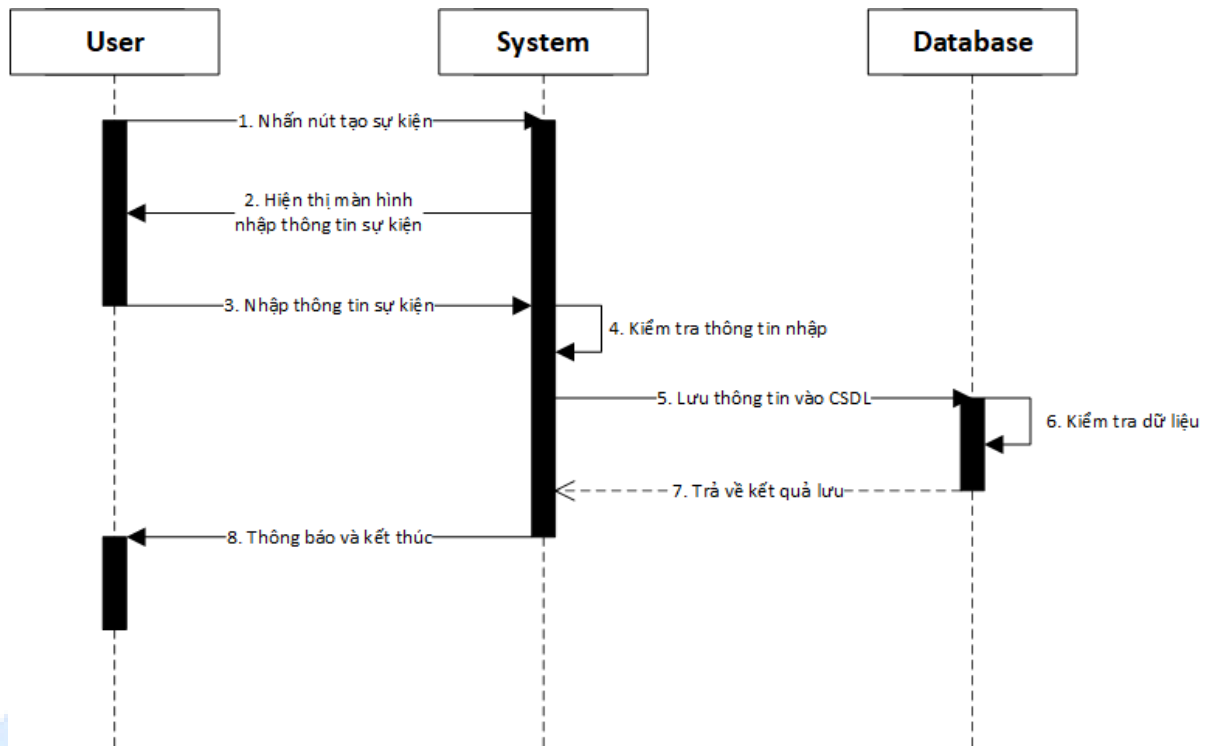 User
System
Database
1. Nhấn nút tạo sự kiện
2. Hiện thị màn hình
nhập thông tin sự kiện
3. Nhập thông tin sự kiện
4. Kiểm tra thông tin nhập
5. Lưu thông tin vào CSDL
6. Kiểm tra dữ liệu
7. Trả về kết quả lưu
8. Thông báo và kết thúc